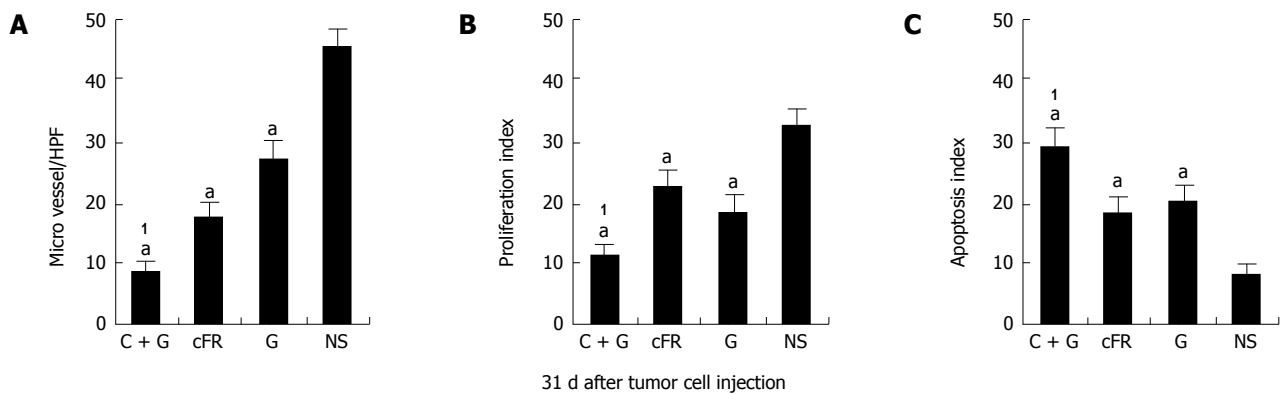 A
Micro vessel/HPF
50
40
30
20
10
0
1
a
a
a
C + G cFR G NS
B
Proliferation index
50
40
30
20
10
0
1
a
a
a
C + G cFR G NS
31 d after tumor cell injection
C
Apoptosis index
50
40
30
20
10
0
1
a
a
a
C + G cFR G NS